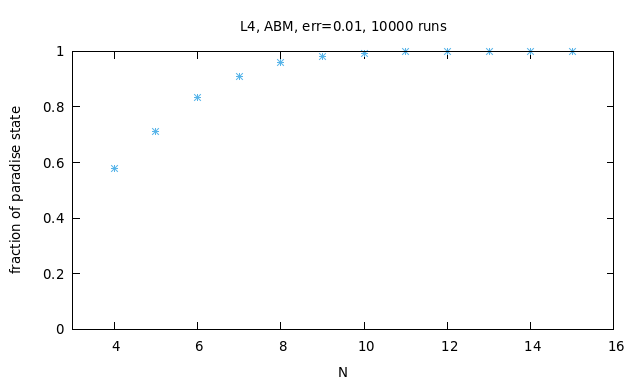 L4, ABM, err=0.01, 10000 runs
1
0.8
0.6
0.4
0.2
0
fraction of paradise state
4 6 8 10 12 14 16
N